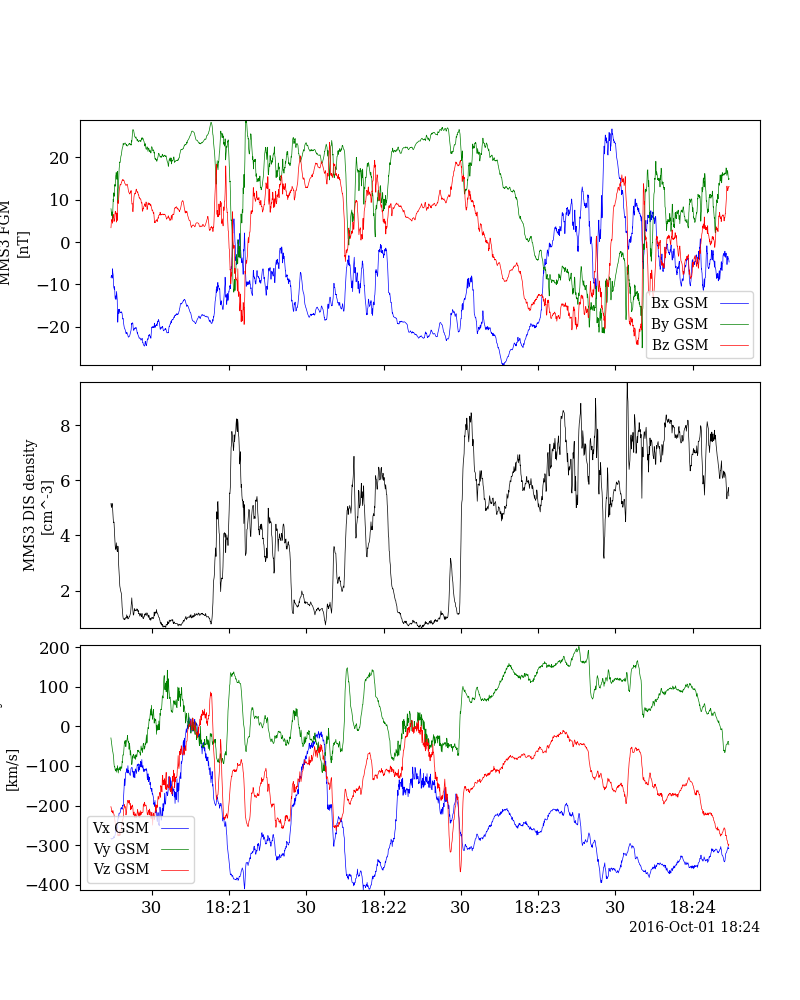 20
10
0
−10
−20
MMS3 FGM
[nT]
Bx GSM
By GSM
Bz GSM
8
6
4
2
MMS3 DIS density
[cm^-3]
200
100
0
−100
−200
−300
−400
[km/s]
Vx GSM
Vy GSM
Vz GSM
30
18:21
30
18:22
30
18:23
30
18:24
2016-Oct-01 18:24